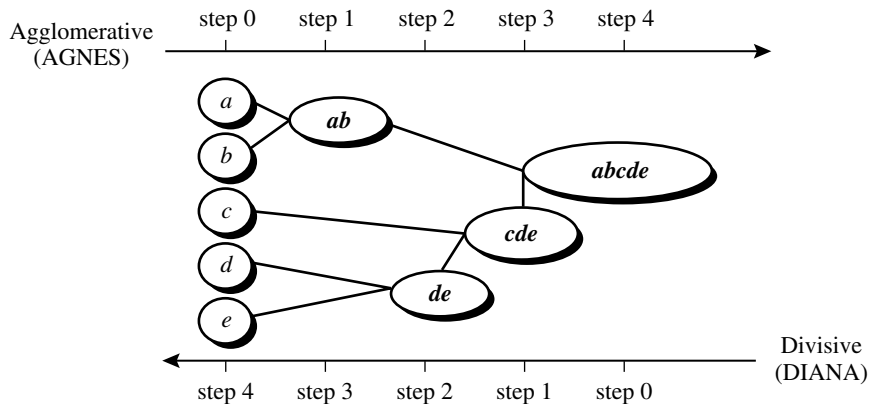 Agglomerative
(AGNES)
step 0 step 1 step 2 step 3 step 4
a
ab
b
abcde
c
cde
d
de
e
Divisive
(DIANA)
step 4 step 3 step 2 step 1 step 0